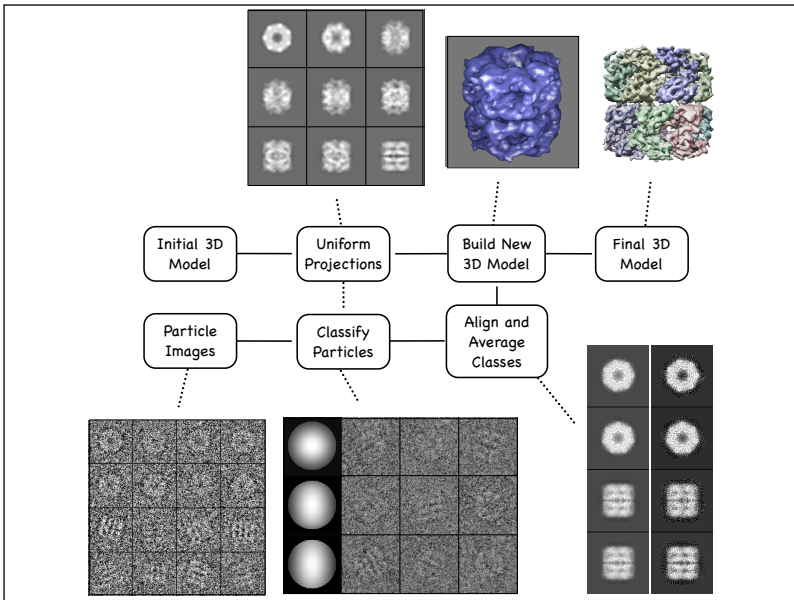 Initial 3D
Model
Uniform
Projections
Build New
3D Model
Final 3D
Model
Particle
Images
Classify
Particles
Align and
Average
Classes